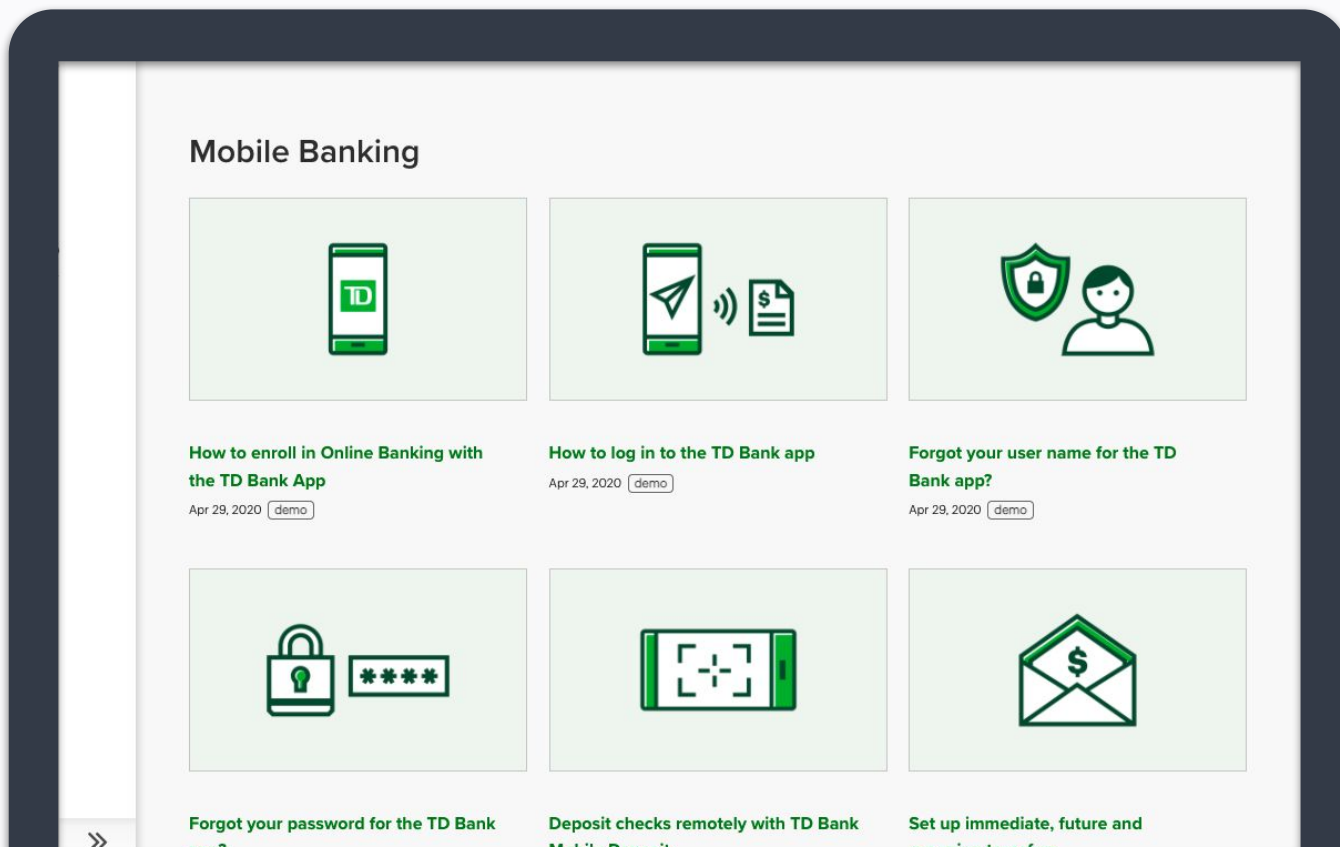 Mobile Banking
TD
$
How to enroll in Online Banking with
the TD Bank App
Apr 29, 2020 demo
How to log in to the TD Bank app
Apr 29, 2020 demo
Forgot your user name for the TD
Bank app?
Apr 29, 2020 demo
****
$
Forgot your password for the TD Bank
Deposit checks remotely with TD Bank
Mobile Deposit
Set up immediate, future and